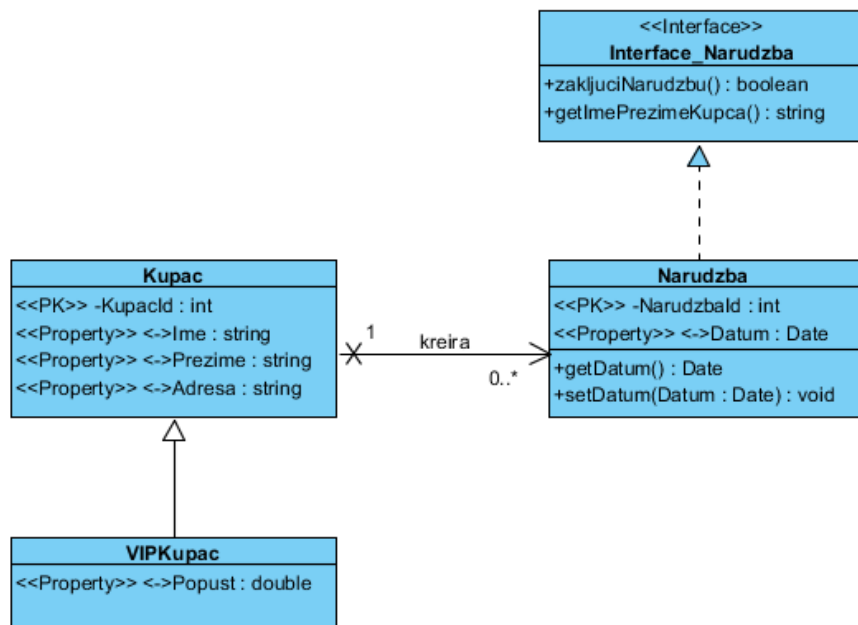 <<Interface>>
Interface_Narudzba
+zakljuciNarudzbu() : boolean
+getImePrezimeKupca() : string
Kupac
<<PK>> -KupacId : int
<<Property>> <->Ime : string
<<Property>> <->Prezime : string
<<Property>> <->Adresa : string
1
kreira
0..*
Narudzba
<<PK>> -NarudzbaId : int
<<Property>> <->Datum : Date
+getDatum() : Date
+setDatum(Datum : Date) : void
VIPKupac
<<Property>> <->Popust : double